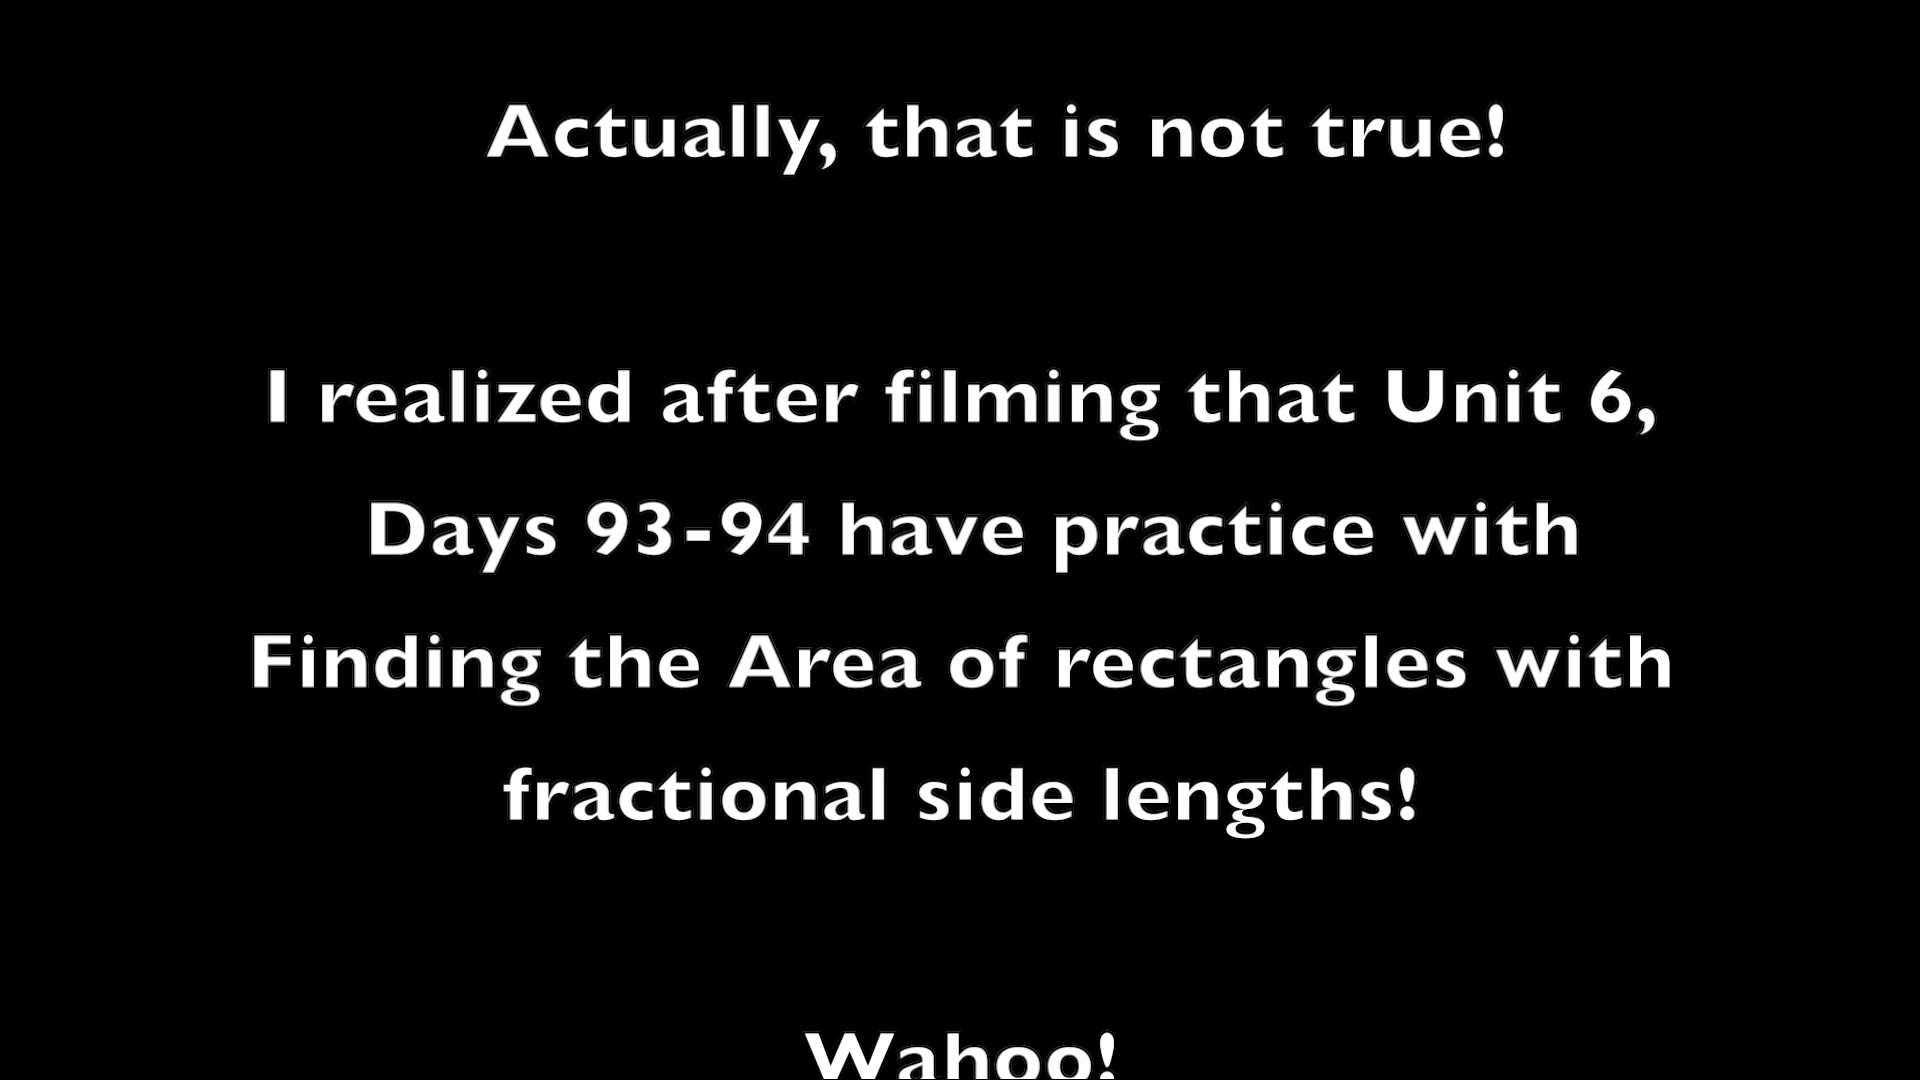 Actually, that is not true!
I realized after filming that Unit 6,
Days 93-94 have practice with
Finding the Area of rectangles with
fractional side lengths!
Wahoo!